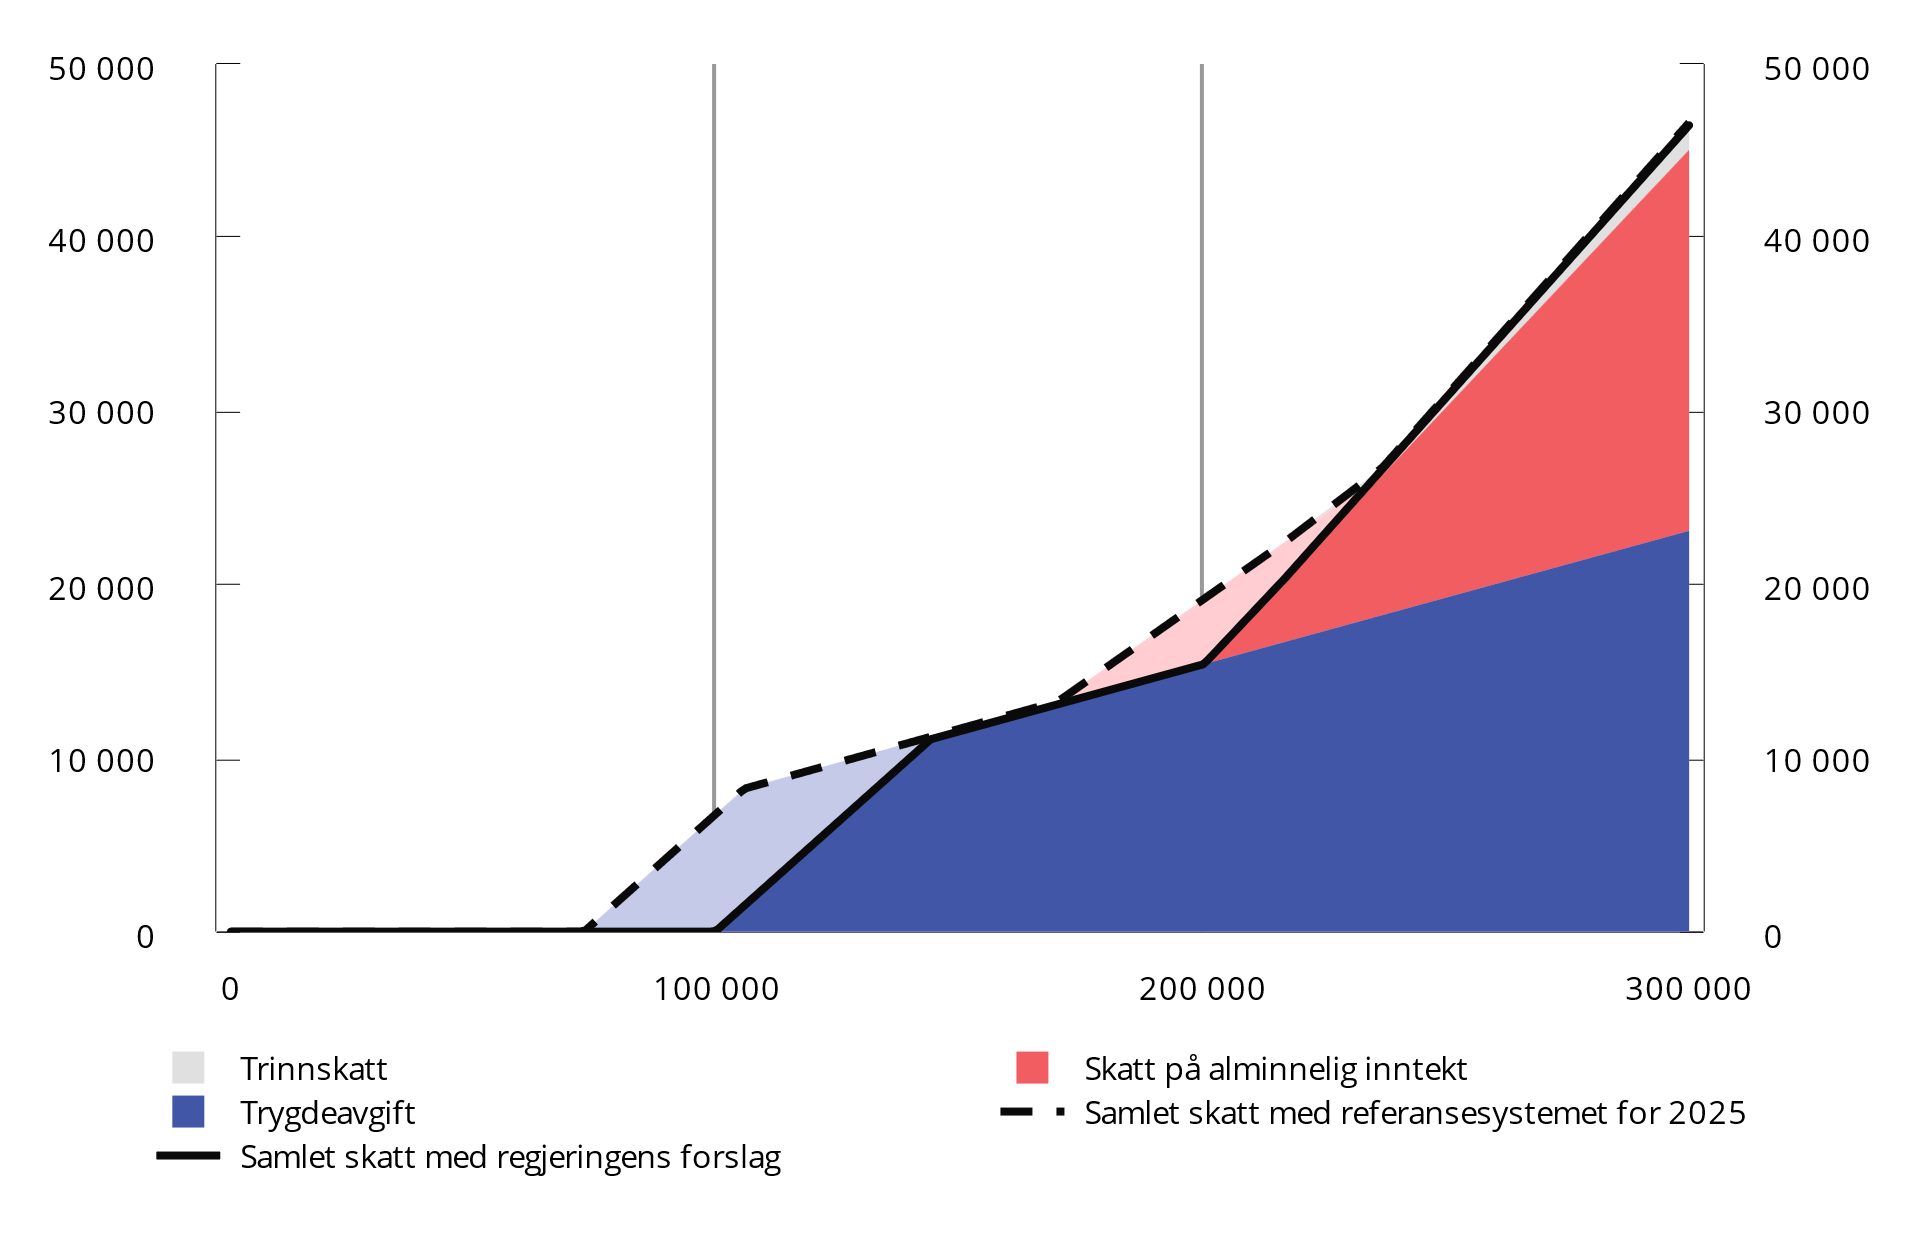 50 000 50 000
40 000 40 000
30 000 30 000
20 000 20 000
10 000 10 000
0 0
0 100 000 200 000 300 000
Trinnskatt Skatt på alminnelig inntekt
Trygdeavgift Samlet skatt med referansesystemet for 2025
Samlet skatt med regjeringens forslag